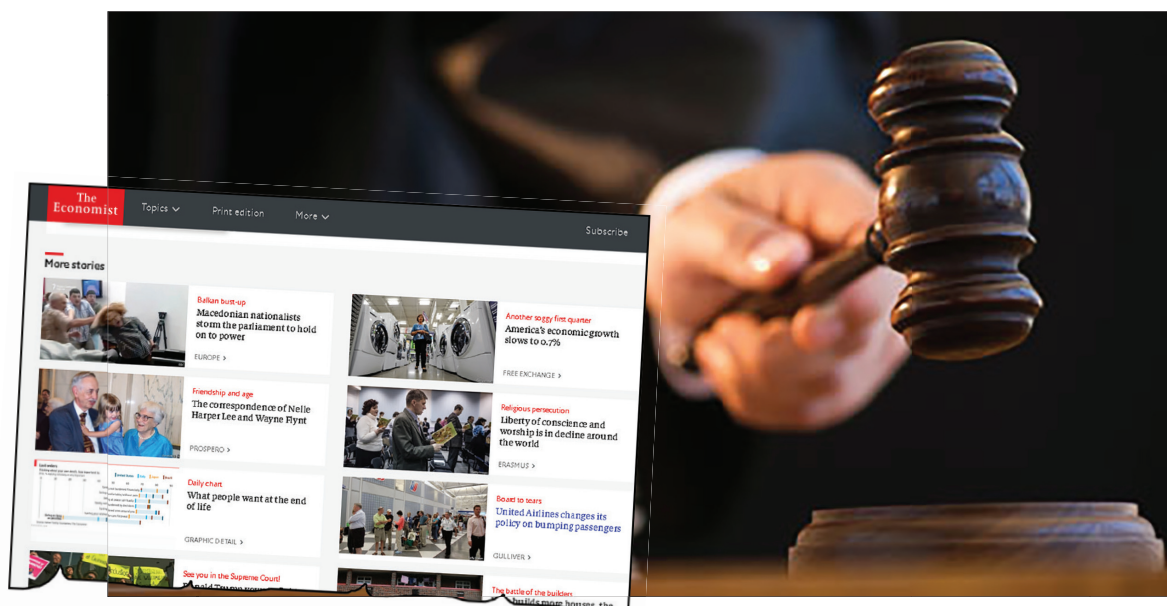 The
Economist
Topics
Print edition
More
Subscribe
More stories
Balkan bust-up
Macedonian nationalists
storm the parliament to hold
on to power
EUROPE >
Friendship and age
The correspondence of Nelle
Harper Lee and Wayne Flynt
PROSPERO >
Daily chart
What people want at the end
of life
GRAPHIC DETAIL >
See you in the Supreme Court!
Another soggy first quarter
America's economic growth
slows to 0.7%
FREE EXCHANGE >
Religious persecution
Liberty of conscience and
worship is in decline around
the world
ERASMUS >
Board to tears
United Airlines changes its
policy on bumping passengers
GULLIVER >
The battle of the builders
builds more houses, the